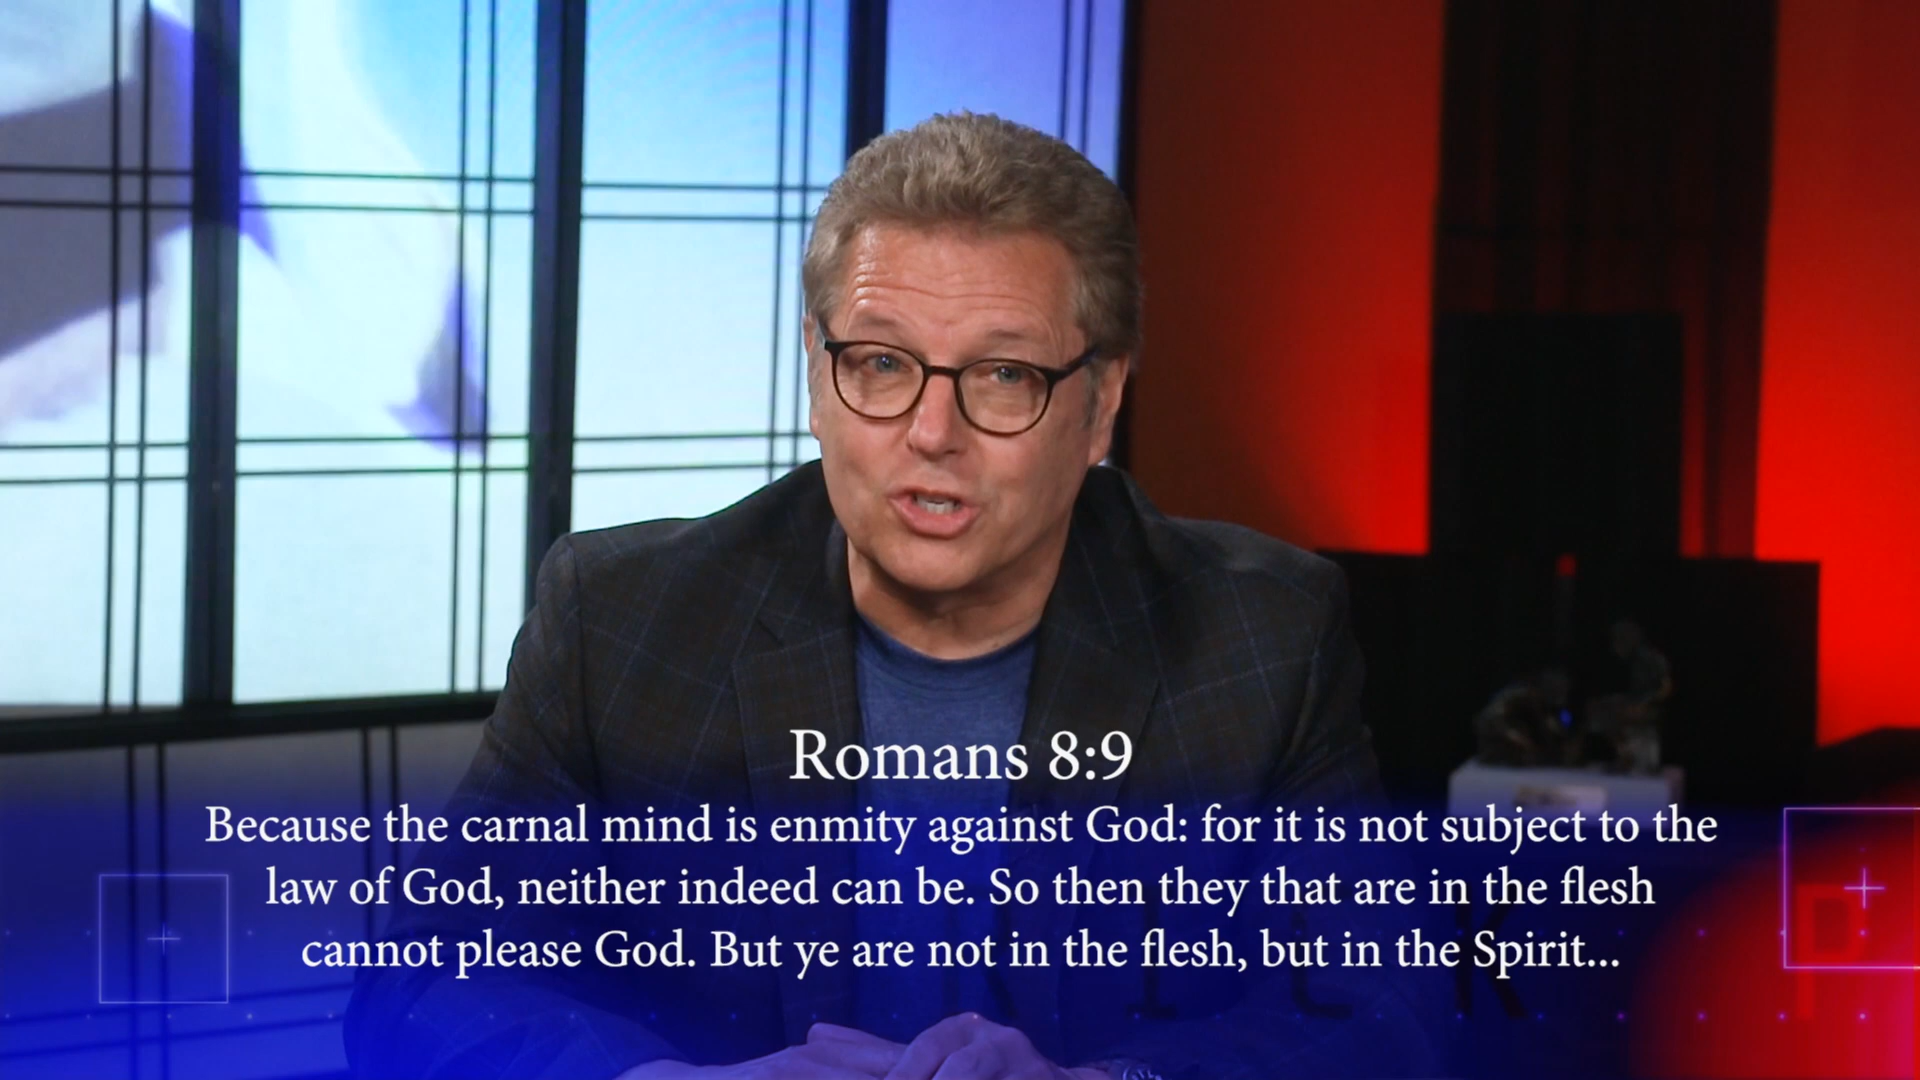 Romans 8:9
Because the carnal mind is enmity against God: for it is not subject to the
law of God, neither indeed can be. So then they that are in the flesh
cannot please God. But ye are not in the flesh, but in the Spirit...